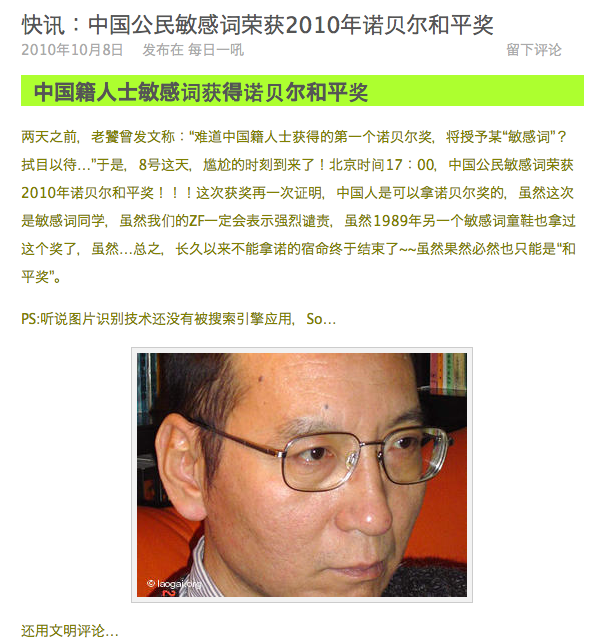 快讯：中国公民敏感词荣获2010年诺贝尔和平奖
2010年10月8日 发布在 每日一吼 留下评论
中国籍人士敏感词获得诺贝尔和平奖
两天之前，老饕曾发文称：“难道中国籍人士获得的第一个诺贝尔奖，将授予某“敏感词”？
拭目以待…”于是，8号这天，尴尬的时刻到来了！北京时间17：00，中国公民敏感词荣获
2010年诺贝尔和平奖！！！这次获奖再一次证明，中国人是可以拿诺贝尔奖的，虽然这次
是敏感词同学，虽然我们的ZF一定会表示强烈谴责，虽然1989年另一个敏感词童鞋也拿过
这个奖了，虽然…总之，长久以来不能拿诺的宿命终于结束了~~虽然果然必然也只能是“和
平奖”。
PS:听说图片识别技术还没有被搜索引擎应用，So…
© laogai.org
还用文明评论…